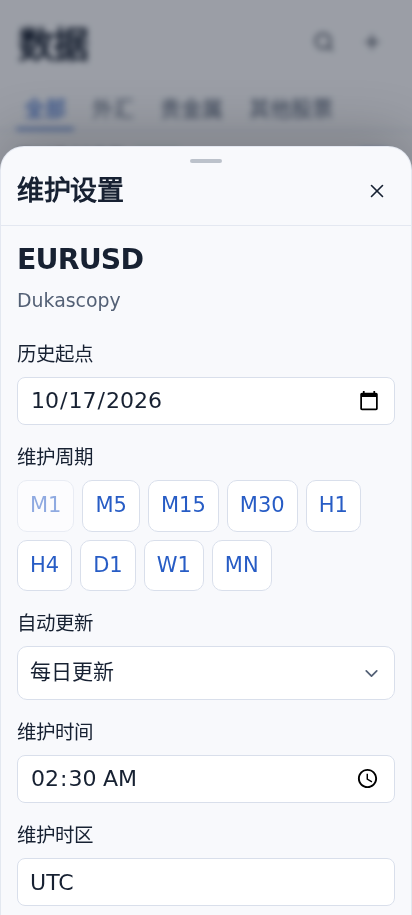 数据
全部 外汇 贵金属 其他股票
维护设置
EURUSD
Dukascopy
历史起点
10/17/2026
维护周期
M1 M5 M15 M30 H1
H4 D1 W1 MN
自动更新
每日更新
维护时间
02:30 AM
维护时区
UTC